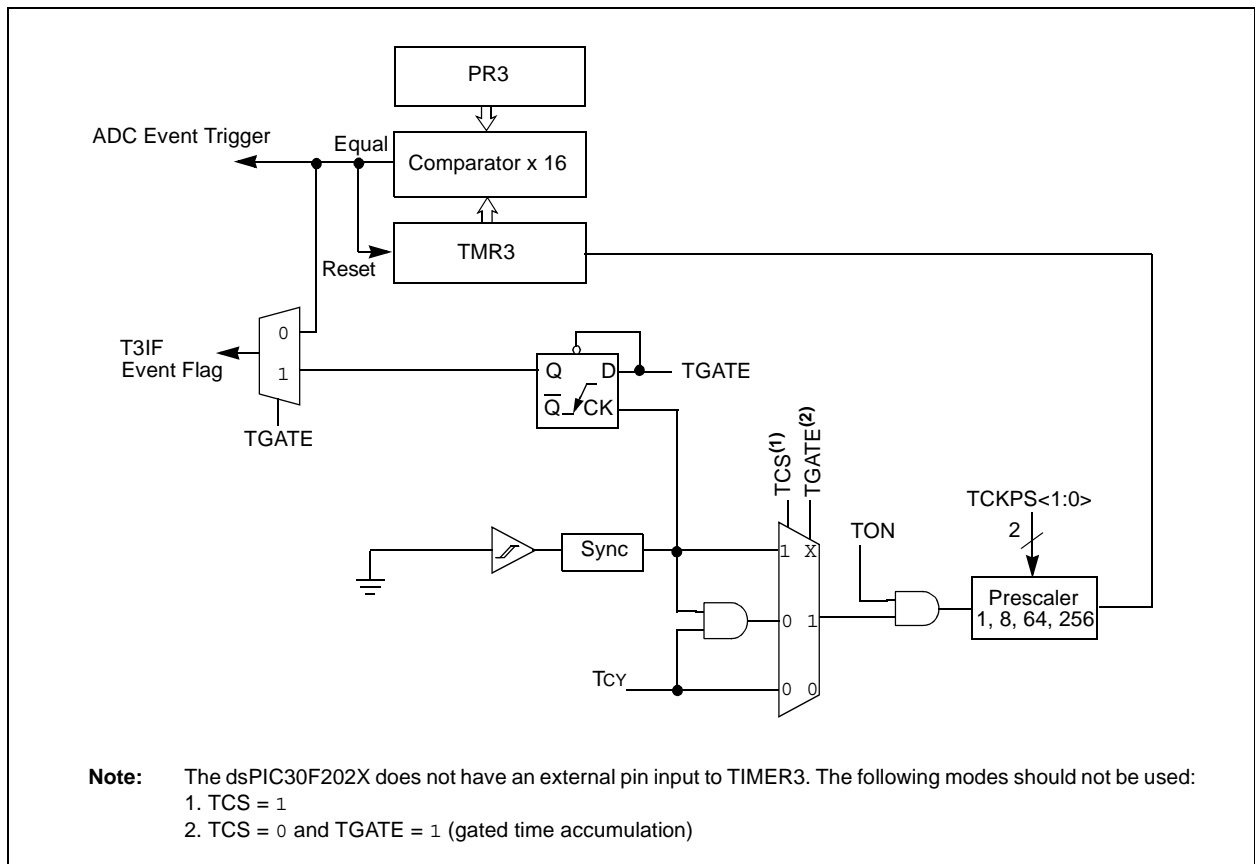 PR3
ADC Event Trigger
Equal
Comparator x 16
TMR3
Reset
0
1
T3IF
Event Flag
TGATE
Q D
Q CK
TGATE
TCS(1)
TGATE(2)
TCKPS<1:0>
2
TON
Sync
1 X
0 1
0 0
Prescaler
1, 8, 64, 256
TCY
Note: The dsPIC30F202X does not have an external pin input to TIMER3. The following modes should not be used:
1. TCS = 1
2. TCS = 0 and TGATE = 1 (gated time accumulation)